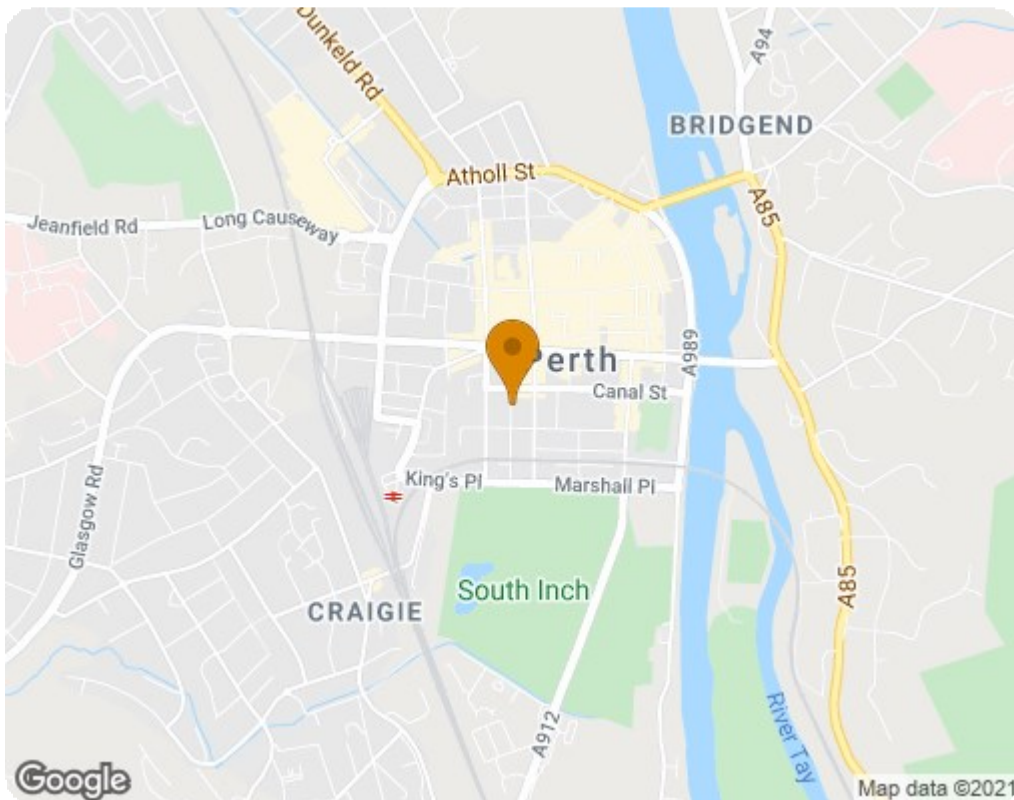 Dunkeld Rd
A94
BRIDGEND
Atholl St
A85
Jeanfield Rd
Long Causeway
A989
Perth
Canal St
King's Pl
Marshall Pl
Glasgow Rd
South Inch
A85
CRAIGIE
A912
River Tay
Google
Map data ©2021